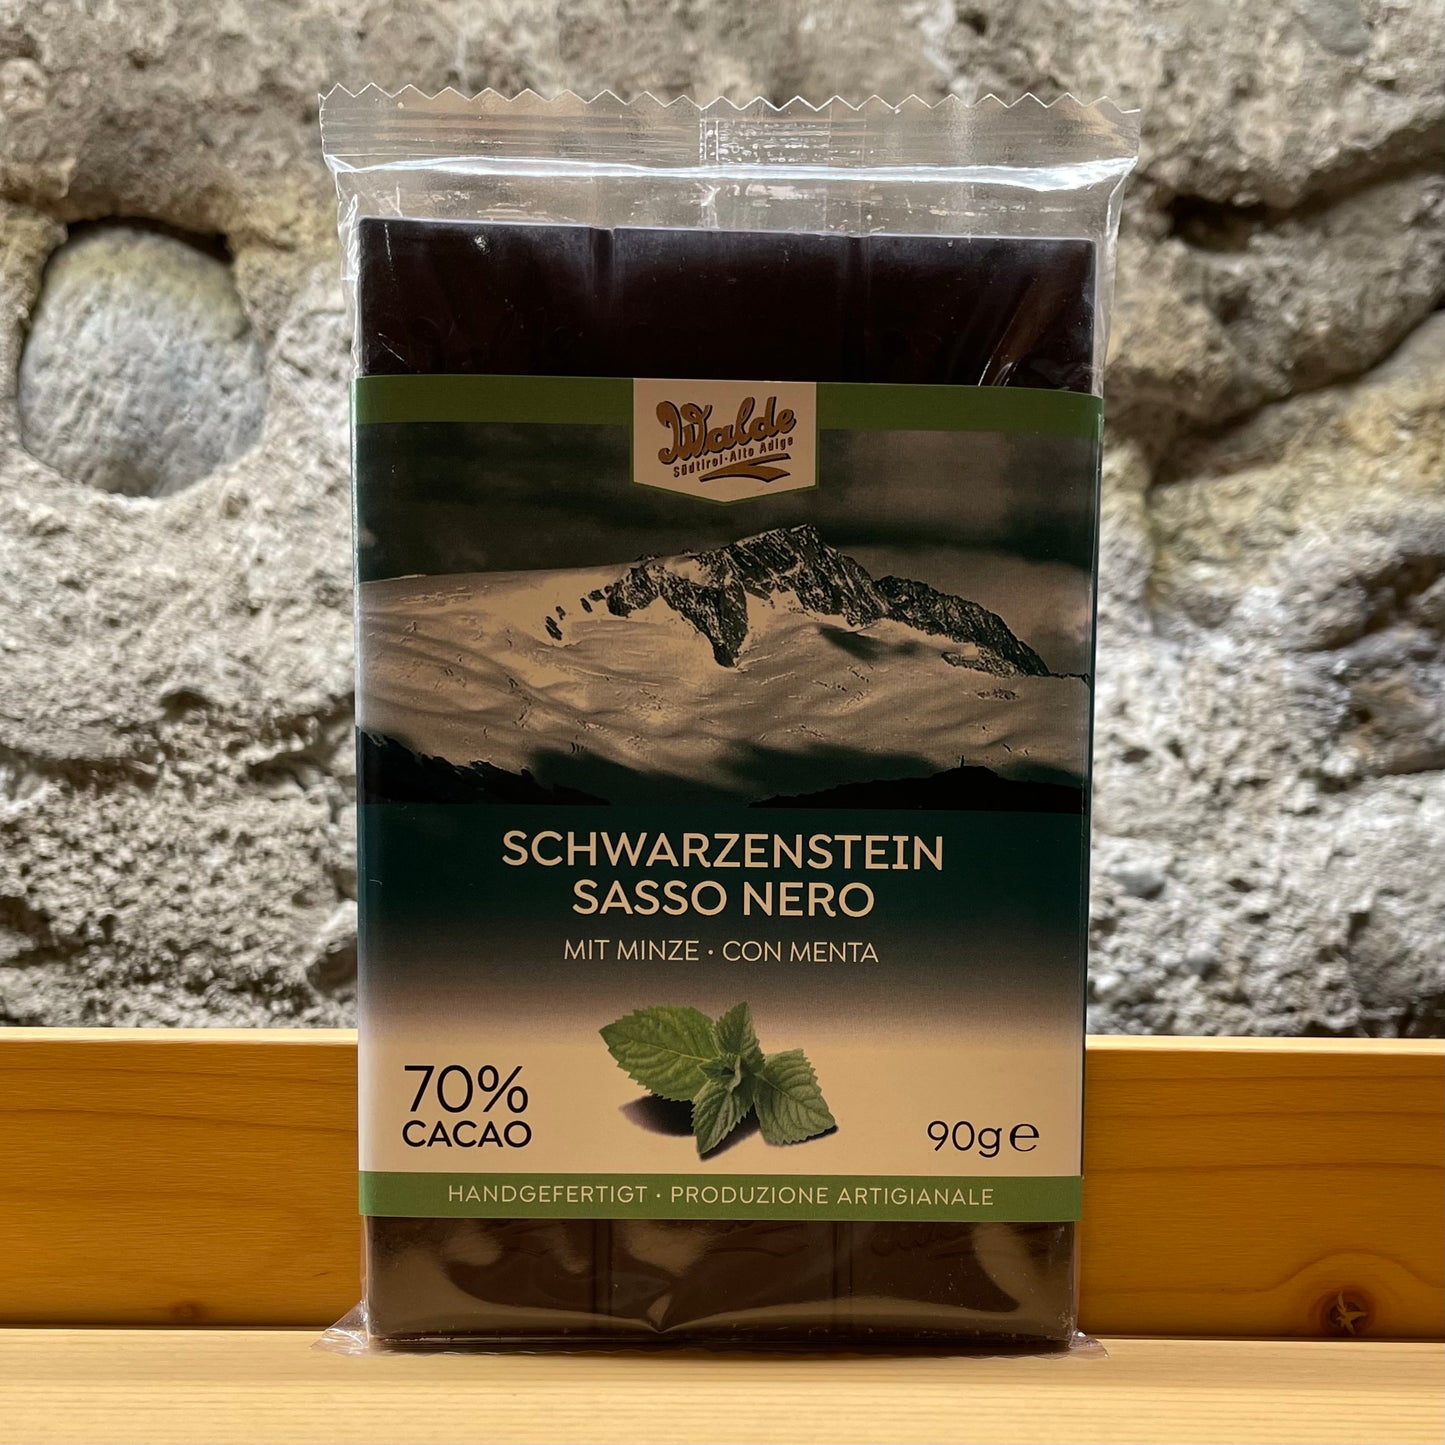 Walde
Südtirol · Alto Adige
SCHWARZENSTEIN
SASSO NERO
MIT MINZE · CON MENTA
70%
CACAO
90g℮
HANDGEFERTIGT · PRODUZIONE ARTIGIANALE